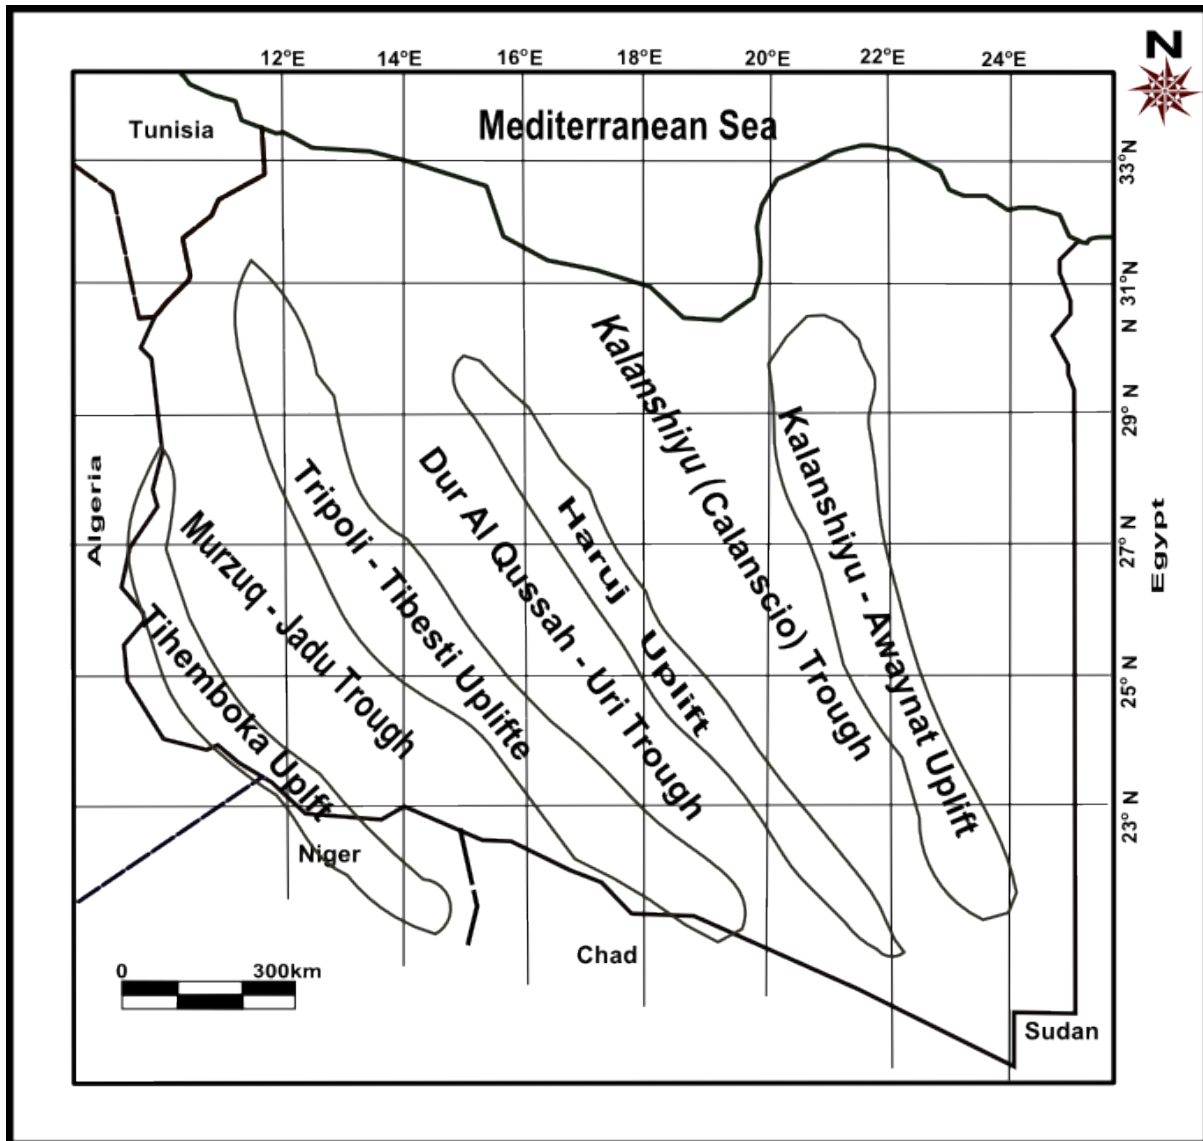 N
12°E 14°E 16°E 18°E 20°E 22°E 24°E
Tunisia
Mediterranean Sea
33°N
31°N
N
29° N
27° N
25° N
23° N
Algeria
Egypt
Tihemboka Uplft
Murzuq - Jadu Trough
Tripoli - Tibesti Uplifte
Dur Al Qussah - Uri Trough
Haruj Uplift
Kalanshiyu (Calanscio) Trough
Kalanshiyu - Awaynat Uplift
Niger
Chad
Sudan
0 300km